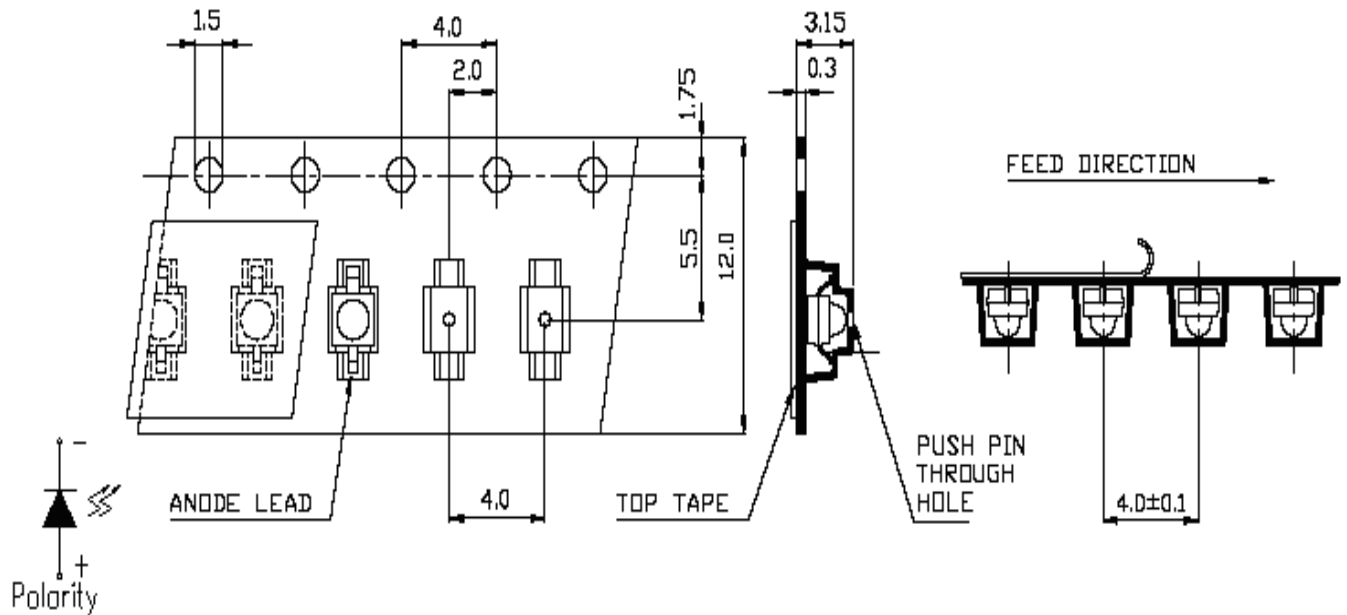 1.5
4.0
2.0
3.15
0.3
1.75
5.5
12.0
FEED DIRECTION
ANODE LEAD
4.0
TOP TAPE
PUSH PIN
THROUGH
HOLE
4.0±0.1
-
+
Polarity